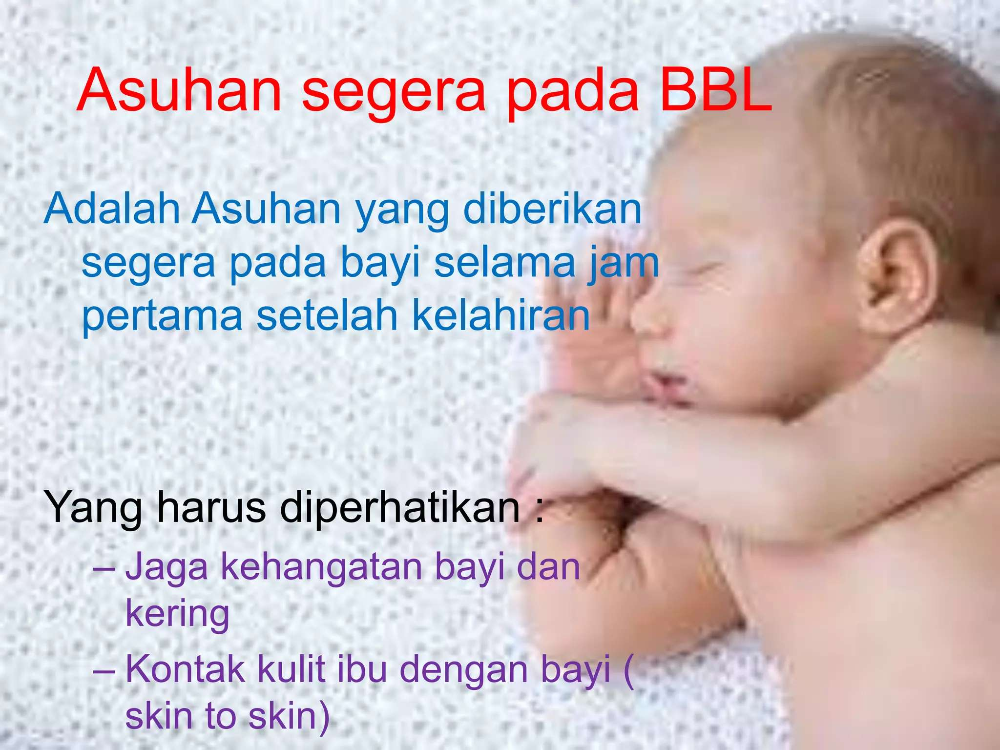 Asuhan segera pada BBL
Adalah Asuhan yang diberikan
segera pada bayi selama jam
pertama setelah kelahiran
Yang harus diperhatikan :
– Jaga kehangatan bayi dan
kering
– Kontak kulit ibu dengan bayi (
skin to skin)